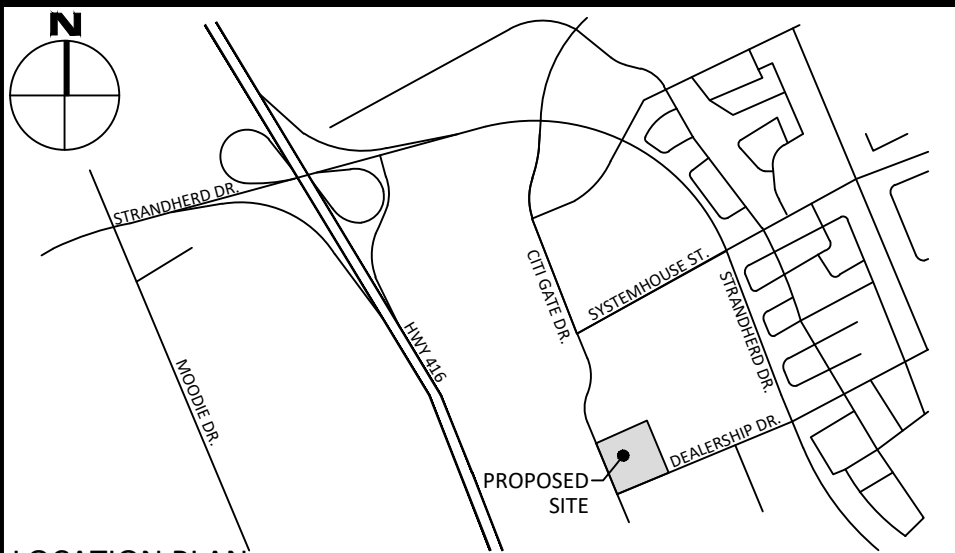 N
STRANDHERD DR.
CITI GATE DR.
SYSTEMHOUSE ST.
STRANDHERD DR.
HWY 416
MOODIE DR.
DEALERSHIP DR.
PROPOSED
SITE
LOCATION PLAN